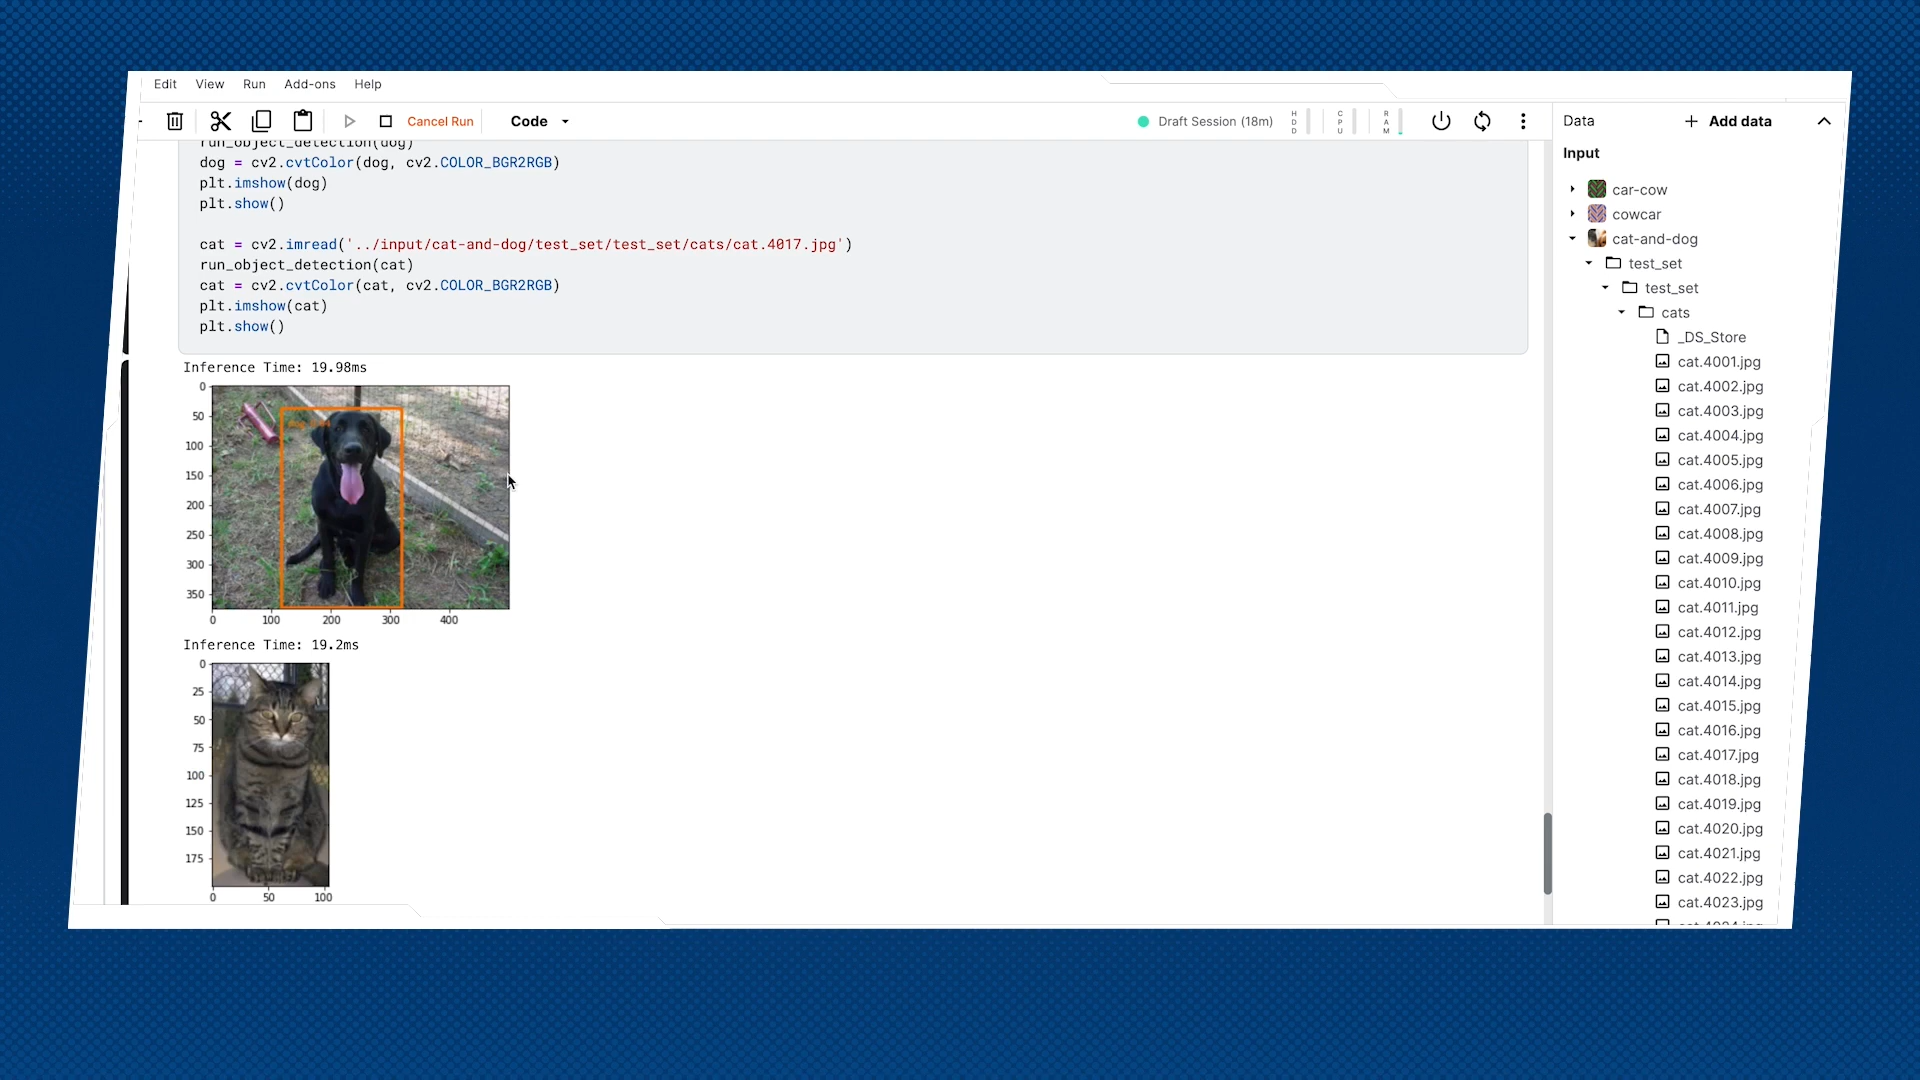 Edit View Run Add-ons Help
Cancel Run Code Draft Session (18m) HDD CPU RAM
Data + Add data
run_object_detection(dog)
dog = cv2.cvtColor(dog, cv2.COLOR_BGR2RGB)
plt.imshow(dog)
plt.show()
cat = cv2.imread('../input/cat-and-dog/test_set/test_set/cats/cat.4017.jpg')
run_object_detection(cat)
cat = cv2.cvtColor(cat, cv2.COLOR_BGR2RGB)
plt.imshow(cat)
plt.show()
Inference Time: 19.98ms
0
50
100
150
200
250
300
350
0 100 200 300 400
Inference Time: 19.2ms
0
25
50
75
100
125
150
175
0 50 100
Input
car-cow
cowcar
cat-and-dog
test_set
test_set
cats
_DS_Store
cat.4001.jpg
cat.4002.jpg
cat.4003.jpg
cat.4004.jpg
cat.4005.jpg
cat.4006.jpg
cat.4007.jpg
cat.4008.jpg
cat.4009.jpg
cat.4010.jpg
cat.4011.jpg
cat.4012.jpg
cat.4013.jpg
cat.4014.jpg
cat.4015.jpg
cat.4016.jpg
cat.4017.jpg
cat.4018.jpg
cat.4019.jpg
cat.4020.jpg
cat.4021.jpg
cat.4022.jpg
cat.4023.jpg